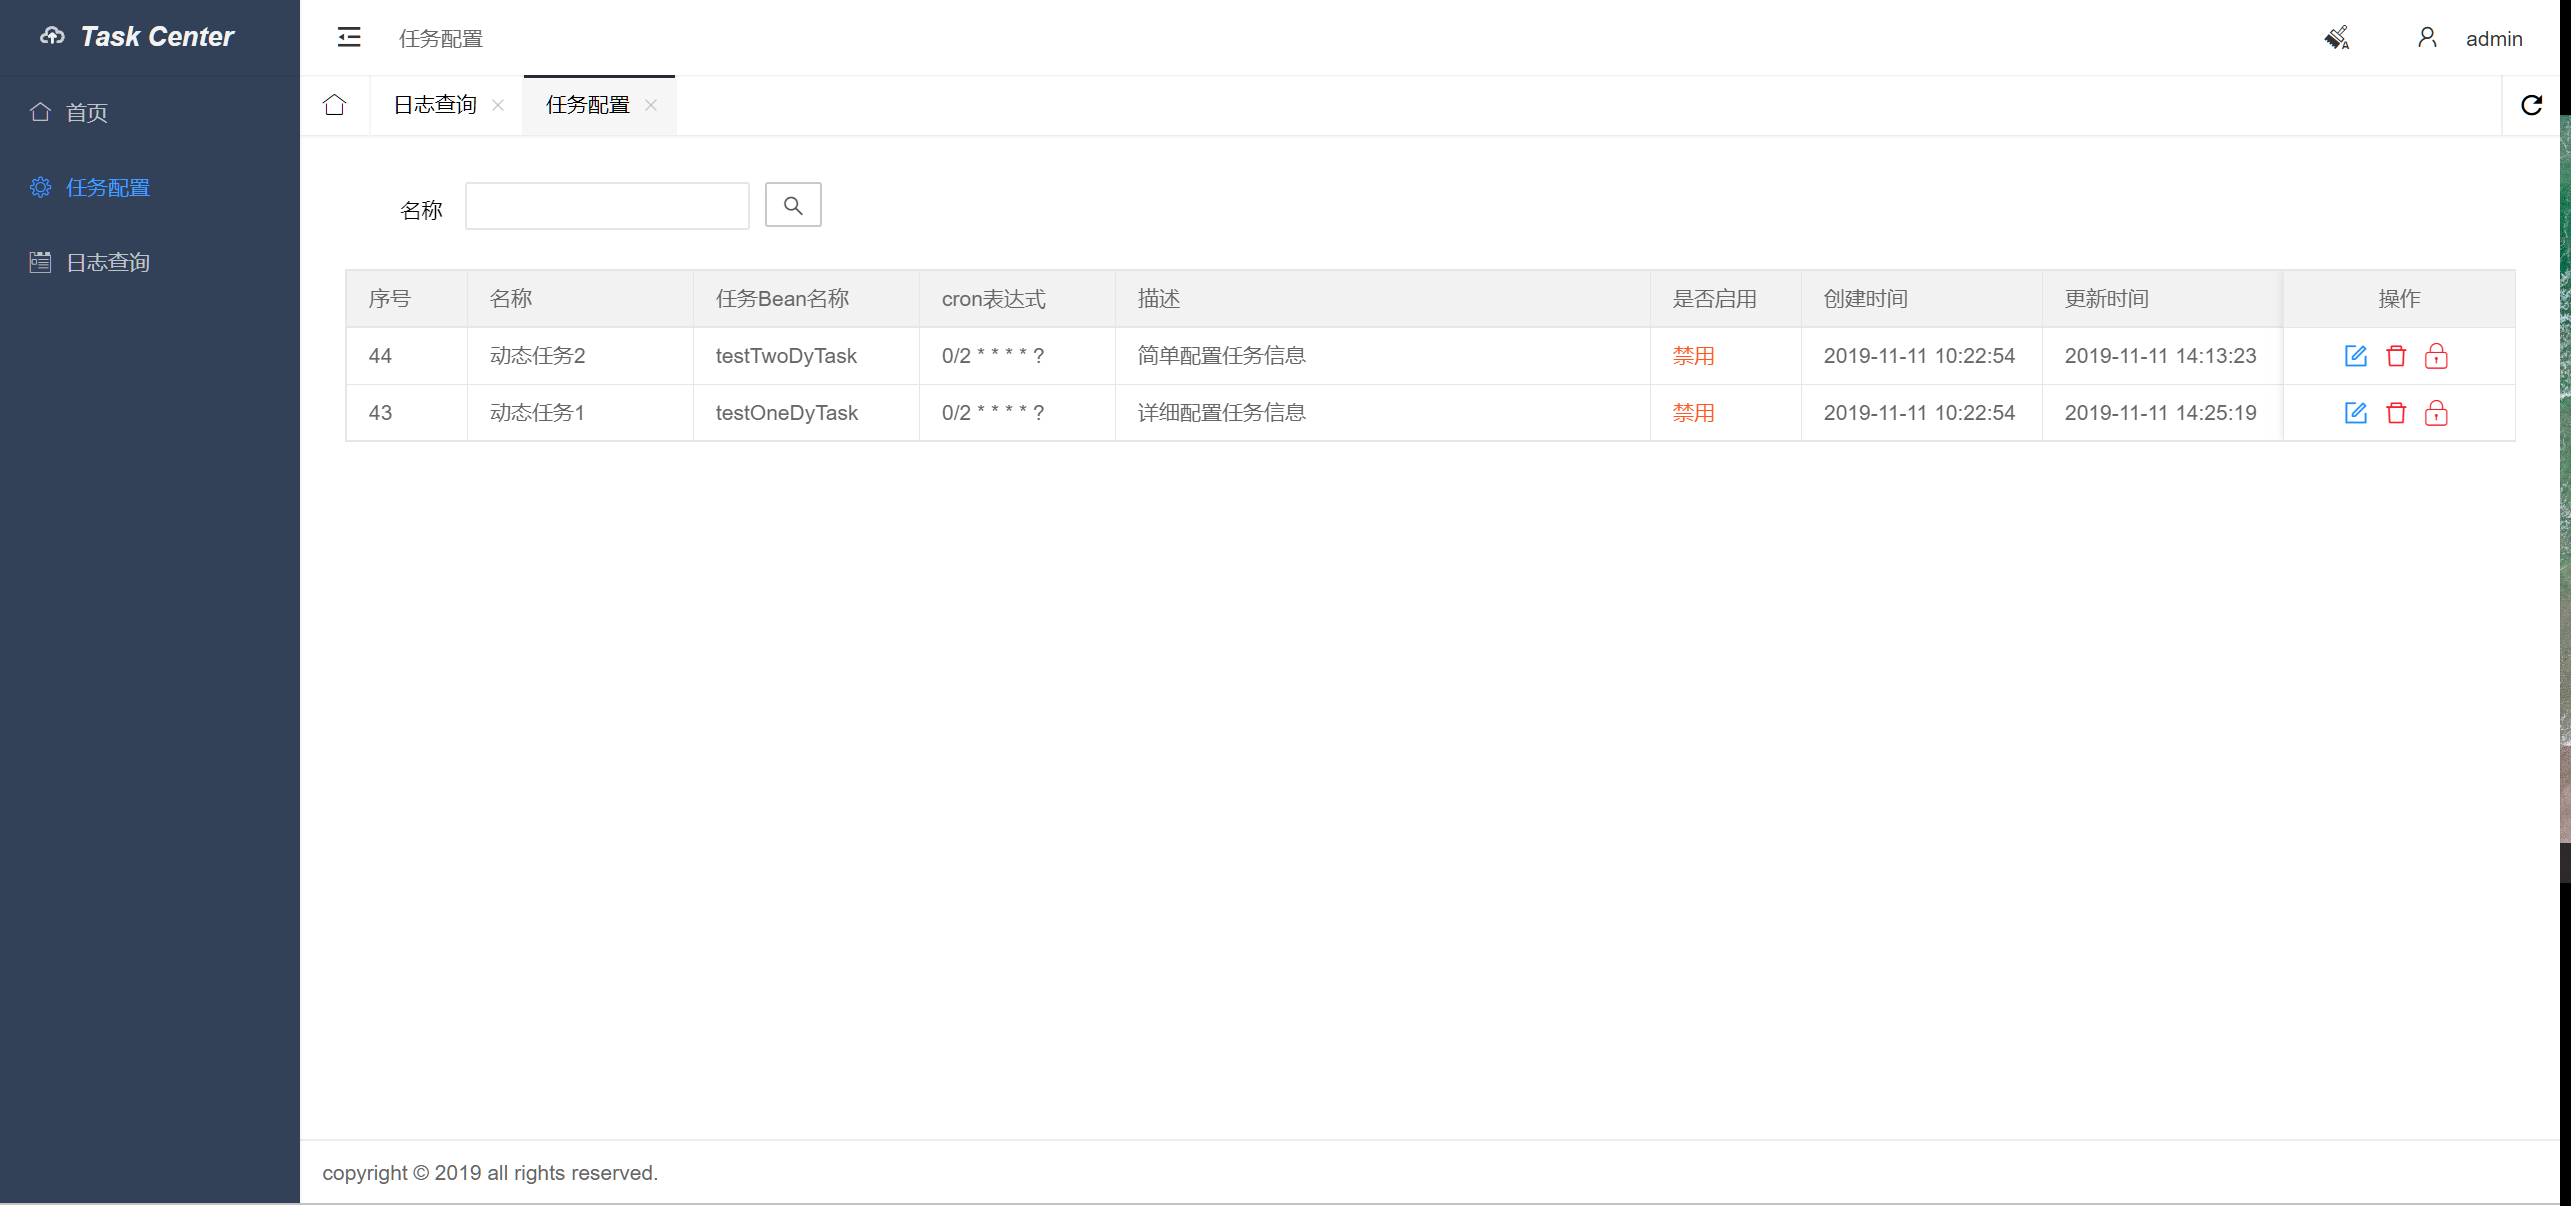 Task Center
任务配置
admin
首页
任务配置
日志查询
日志查询
任务配置
名称
序号 名称 任务Bean名称 cron表达式 描述 是否启用 创建时间 更新时间 操作
44 动态任务2 testTwoDyTask 0/2 * * * * ? 简单配置任务信息 禁用 2019-11-11 10:22:54 2019-11-11 14:13:23
43 动态任务1 testOneDyTask 0/2 * * * * ? 详细配置任务信息 禁用 2019-11-11 10:22:54 2019-11-11 14:25:19
copyright © 2019 all rights reserved.